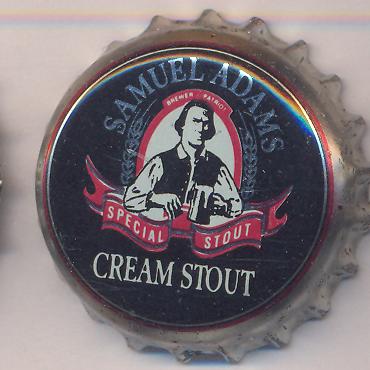 SAMUEL ADAMS
BREWER PATRIOT
SPECIAL STOUT
CREAM STOUT